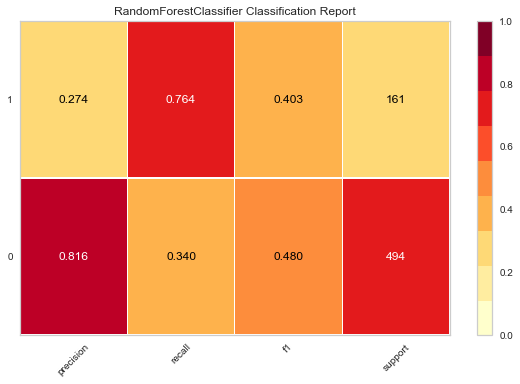 RandomForestClassifier Classification Report
1 0.274 0.764 0.403 161
0 0.816 0.340 0.480 494
precision recall f1 support
1.0
0.8
0.6
0.4
0.2
0.0